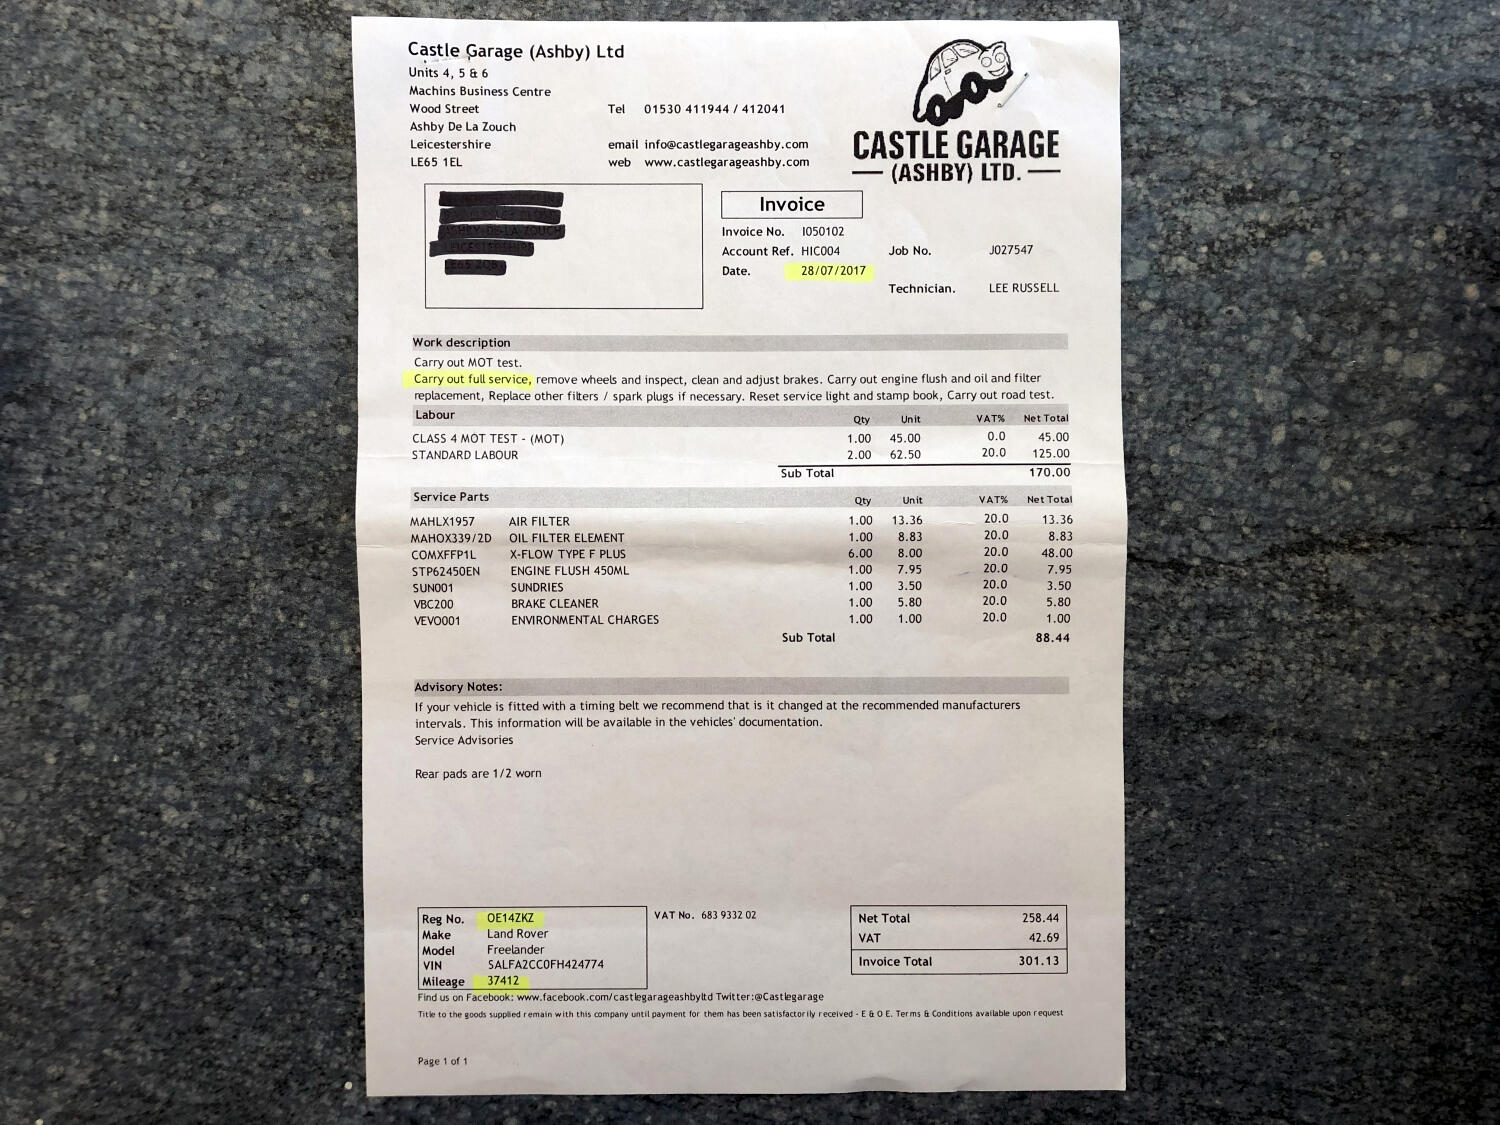 Castle Garage (Ashby) Ltd
Units 4, 5 & 6
Machins Business Centre
Wood Street
Ashby De La Zouch
Leicestershire
LE65 1EL
Tel 01530 411944 / 412041
email info@castlegarageashby.com
web www.castlegarageashby.com
CASTLE GARAGE
(ASHBY) LTD.
Invoice
Invoice No. I050102
Account Ref. HIC004
Date. 28/07/2017
Job No. J027547
Technician. LEE RUSSELL
Work description
Carry out MOT test.
Carry out full service, remove wheels and inspect, clean and adjust brakes. Carry out engine flush and oil and filter
replacement, Replace other filters / spark plugs if necessary. Reset service light and stamp book, Carry out road test.
Labour Qty Unit VAT% Net Total
CLASS 4 MOT TEST - (MOT) 1.00 45.00 0.0 45.00
STANDARD LABOUR 2.00 62.50 20.0 125.00
Sub Total 170.00
Service Parts Qty Unit VAT% Net Total
MAHLX1957 AIR FILTER 1.00 13.36 20.0 13.36
MAHOX339/2D OIL FILTER ELEMENT 1.00 8.83 20.0 8.83
COMXFFP1L X-FLOW TYPE F PLUS 6.00 8.00 20.0 48.00
STP62450EN ENGINE FLUSH 450ML 1.00 7.95 20.0 7.95
SUN001 SUNDRIES 1.00 3.50 20.0 3.50
VBC200 BRAKE CLEANER 1.00 5.80 20.0 5.80
VEVO001 ENVIRONMENTAL CHARGES 1.00 1.00 20.0 1.00
Sub Total 88.44
Advisory Notes:
If your vehicle is fitted with a timing belt we recommend that is it changed at the recommended manufacturers
intervals. This information will be available in the vehicles' documentation.
Service Advisories
Rear pads are 1/2 worn
Reg No. OE14ZKZ
Make Land Rover
Model Freelander
VIN SALFA2CC0FH424774
Mileage 37412
VAT No. 683 9332 02
Net Total 258.44
VAT 42.69
Invoice Total 301.13
Find us on Facebook: www.facebook.com/castlegarageashbyltd Twitter:@Castlegarage
Title to the goods supplied remain with this company until payment for them has been satisfactorily received - E & O E. Terms & Conditions available upon request
Page 1 of 1